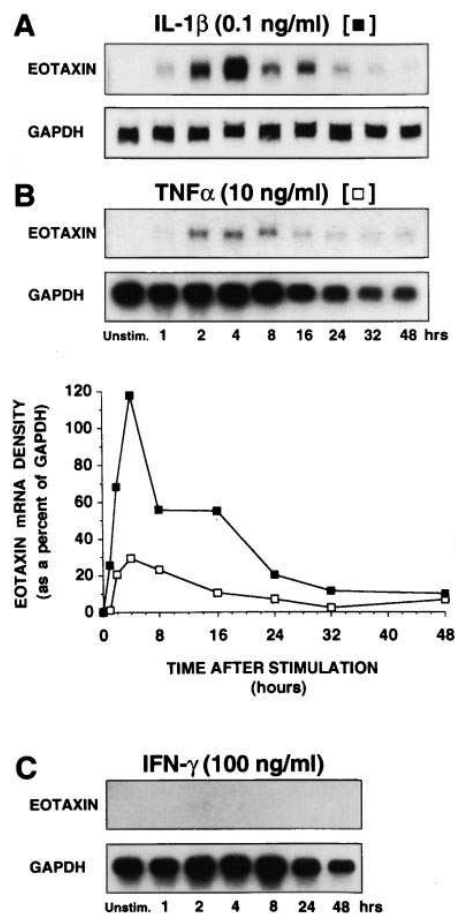 A IL-1β (0.1 ng/ml) [■]
EOTAXIN
GAPDH
B TNFα (10 ng/ml) [□]
EOTAXIN
GAPDH
Unstim. 1 2 4 8 16 24 32 48 hrs
EOTAXIN mRNA DENSITY
(as a percent of GAPDH)
120
100
80
60
40
20
0
0 8 16 24 32 40 48
TIME AFTER STIMULATION
(hours)
C IFN-γ (100 ng/ml)
EOTAXIN
GAPDH
Unstim. 1 2 4 8 24 48 hrs